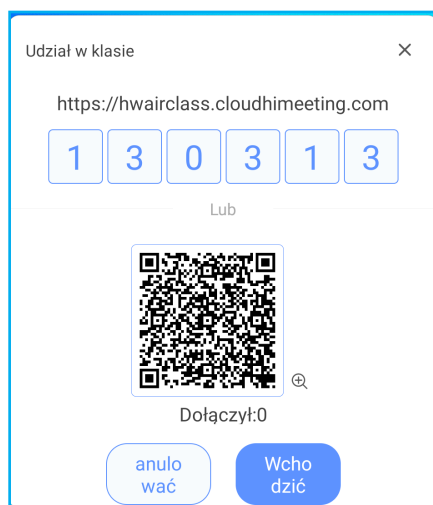 Udział w klasie
https://hwairclass.cloudhimeeting.com
1 3 0 3 1 3
Lub
Dołączył:0
anulo
wać
Wcho
dzić